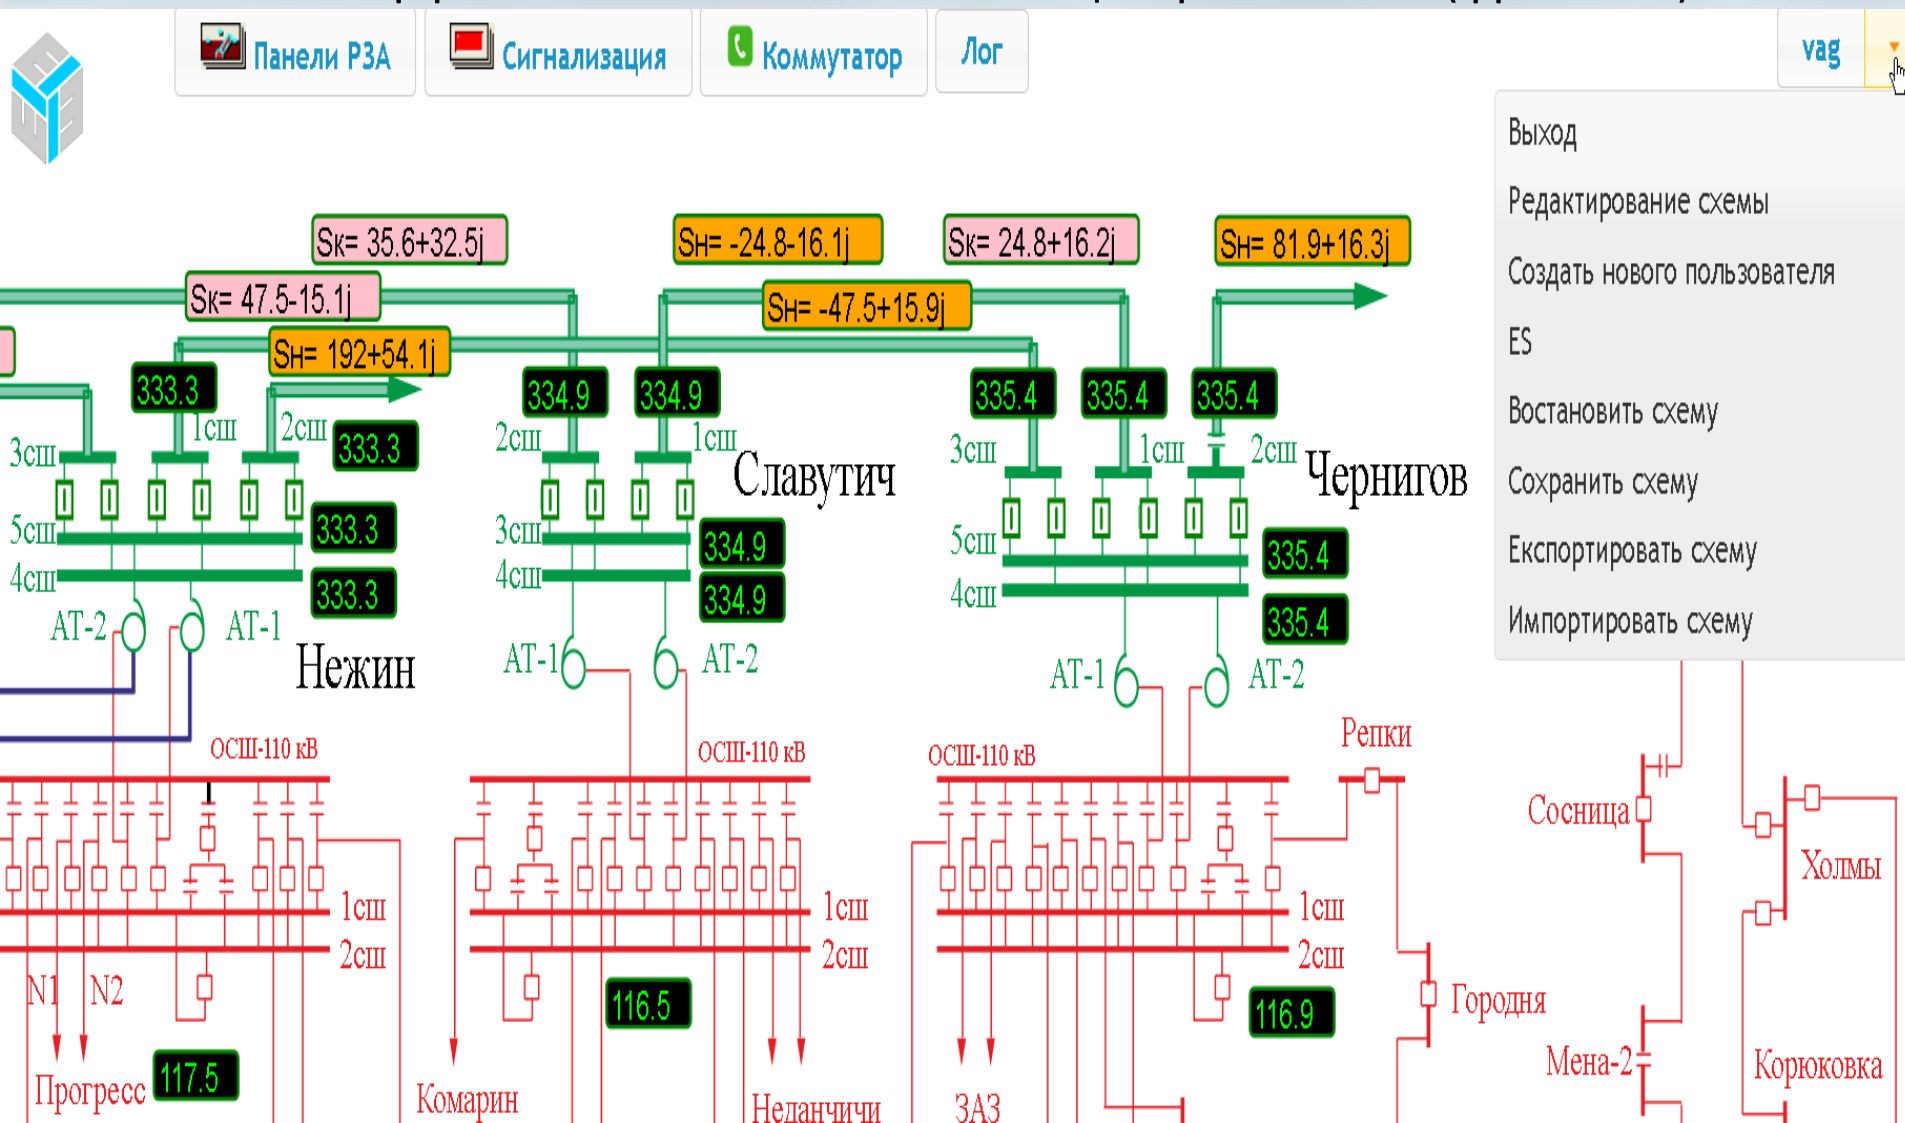 Панели РЗА
Сигнализация
Коммутатор
Лог
vag
Выход
Редактирование схемы
Создать нового пользователя
ES
Востановить схему
Сохранить схему
Експортировать схему
Импортировать схему
Sк= 35.6+32.5j
Sн= -24.8-16.1j
Sк= 24.8+16.2j
Sн= 81.9+16.3j
Sк= 47.5-15.1j
Sн= -47.5+15.9j
Sн= 192+54.1j
333.3
334.9
334.9
335.4
335.4
335.4
1сш
2сш
333.3
3сш
5сш
333.3
4сш
333.3
АТ-2
АТ-1
Нежин
2сш
1сш
Славутич
3сш
334.9
4сш
334.9
АТ-1
АТ-2
3сш
1сш
2сш
Чернигов
5сш
335.4
4сш
335.4
АТ-1
АТ-2
ОСШ-110 кВ
ОСШ-110 кВ
ОСШ-110 кВ
Репки
Сосница
Холмы
1сш
2сш
1сш
2сш
1сш
2сш
N1
N2
116.5
116.9
Городня
117.5
Прогресс
Комарин
Неданчичи
ЗАЗ
Мена-2
Корюковка